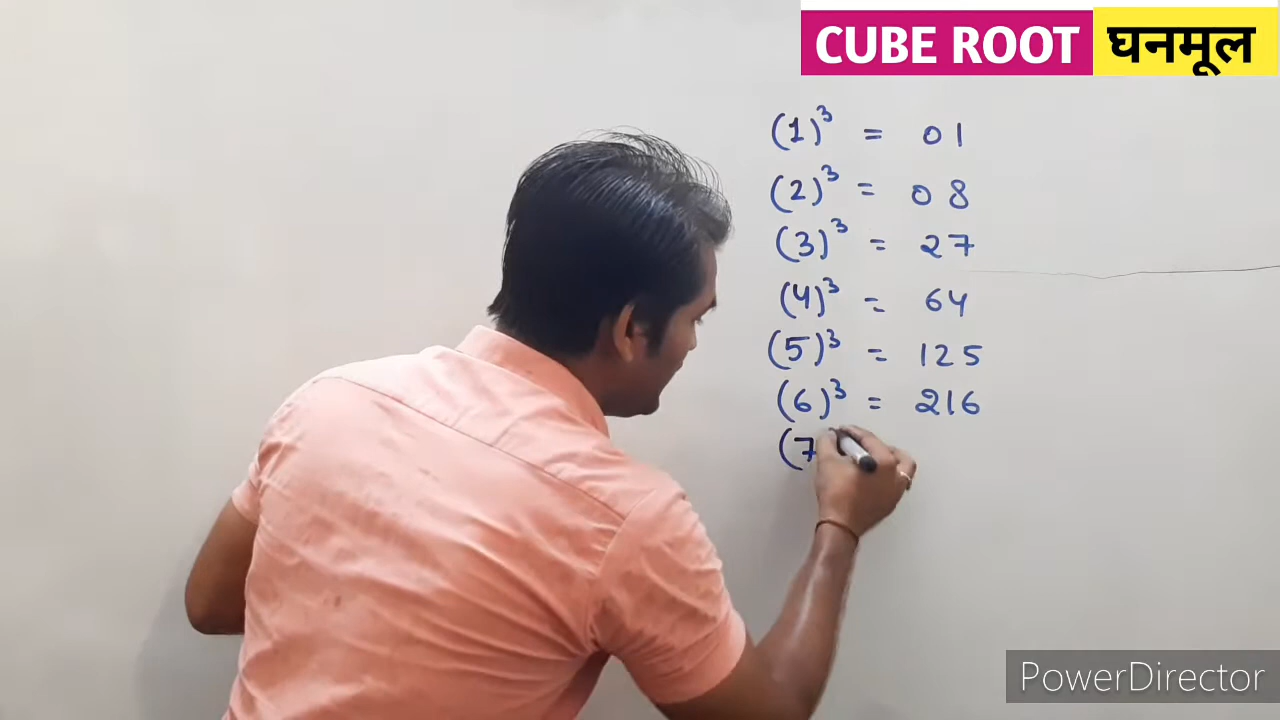 CUBE ROOT घनमूल
(1)³ = 01
(2)³ = 08
(3)³ = 27
(4)³ = 64
(5)³ = 125
(6)³ = 216
(7
PowerDirector